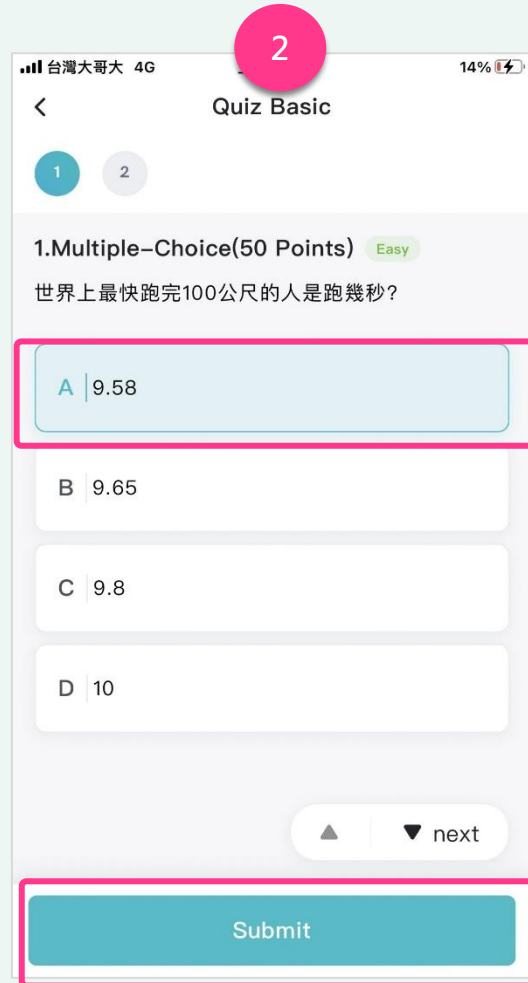 2
台灣大哥大 4G 14%
Quiz Basic
1 2
1.Multiple-Choice(50 Points) Easy
世界上最快跑完100公尺的人是跑幾秒?
A 9.58
B 9.65
C 9.8
D 10
▲ ▼ next
Submit